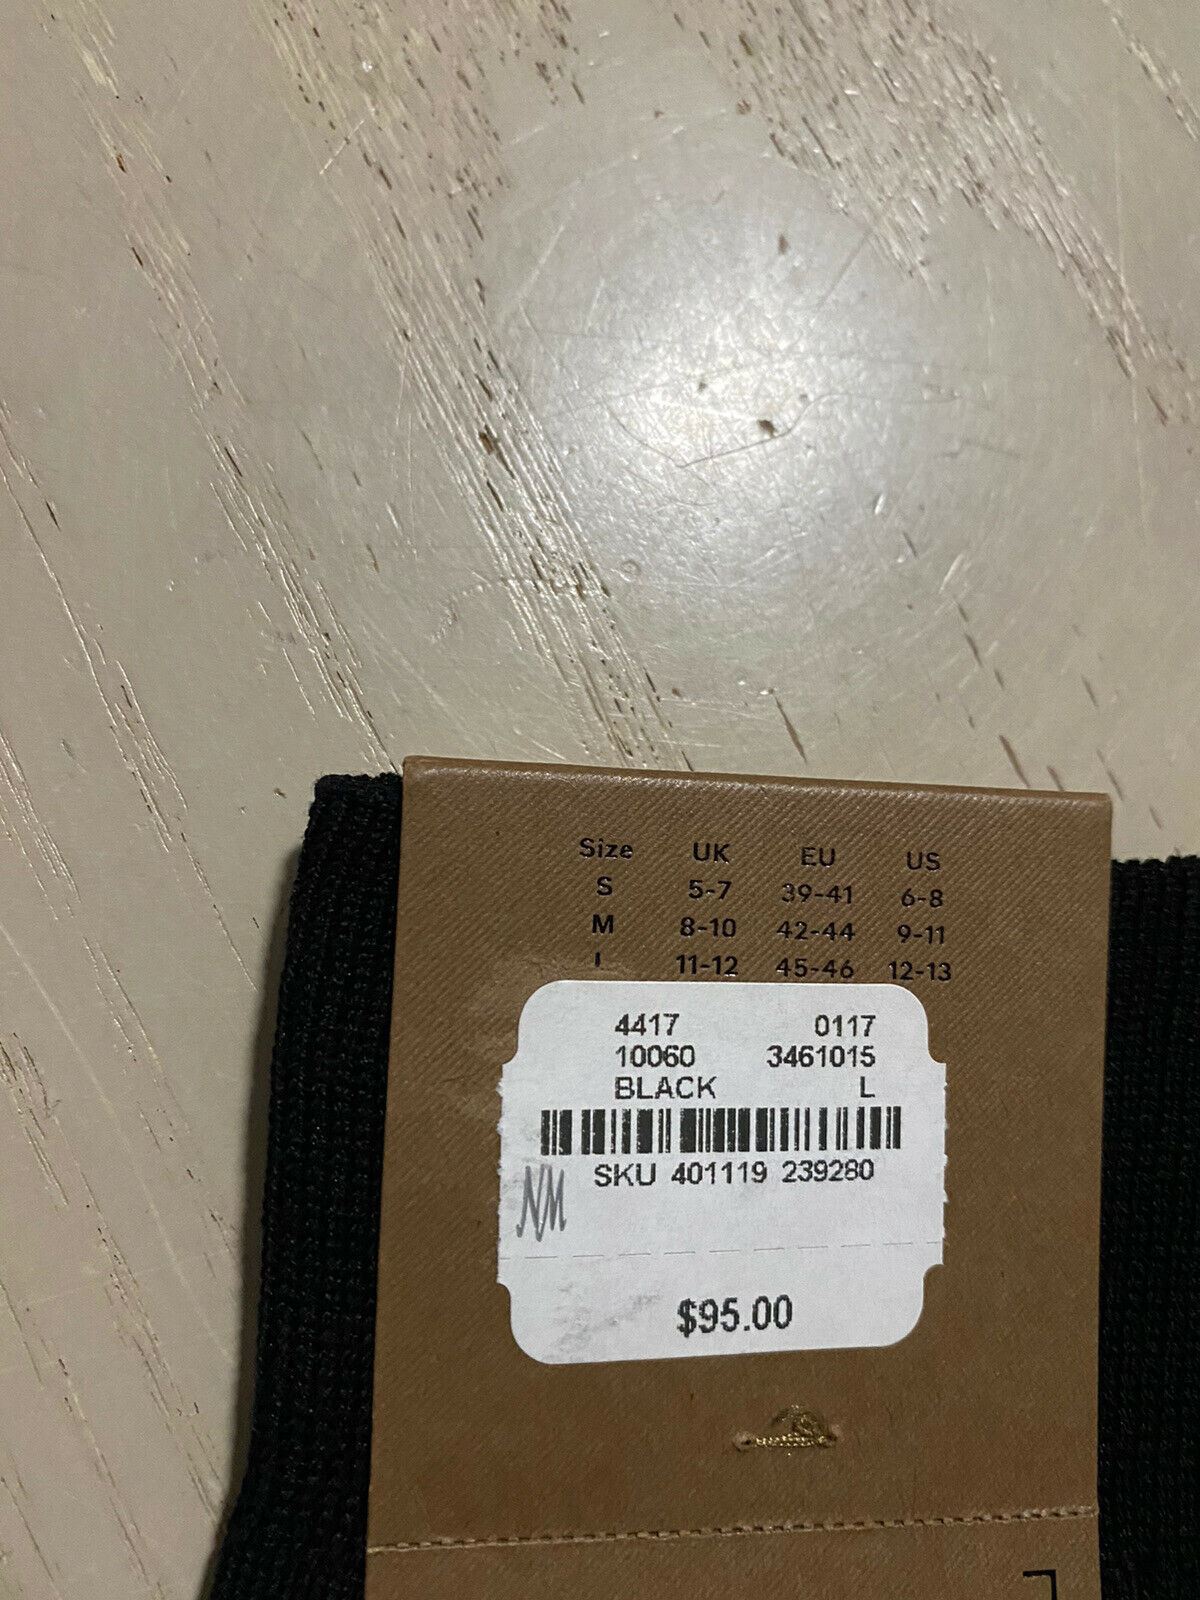 Size UK EU US
S 5-7 39-41 6-8
M 8-10 42-44 9-11
11-12 45-46 12-13
4417 0117
10060 3461015
BLACK L
SKU 401119 239280
NM
$95.00